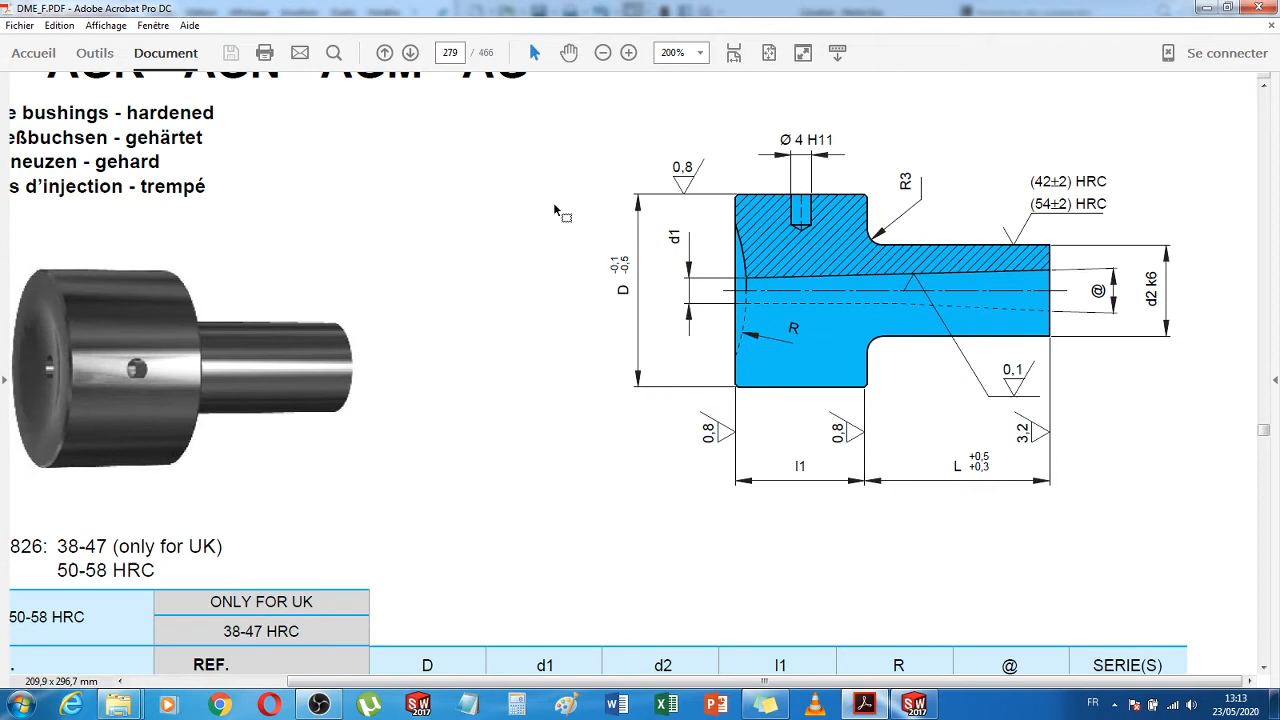 DME_F.PDF - Adobe Acrobat Pro DC
Fichier Edition Affichage Fenêtre Aide
Accueil Outils Document 279 / 466 200% Se connecter
e bushings - hardened
eßbuchsen - gehärtet
neuzen - gehard
s d’injection - trempé
Ø 4 H11
0,8
R3
(42±2) HRC
(54±2) HRC
d1
D -0,1 -0,5
R
@
d2 k6
0,1
0,8
0,8
3,2
l1
L +0,5 +0,3
826: 38-47 (only for UK)
50-58 HRC
50-58 HRC
ONLY FOR UK
38-47 HRC
REF. D d1 d2 l1 R @ SERIE(S)
209,9 x 296,7 mm
SW 2017
SW 2017
FR
13:13
23/05/2020